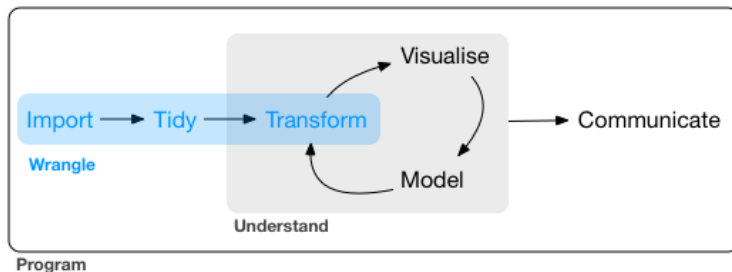 Visualise
Import
Tidy
Transform
Communicate
Wrangle
Model
Understand
Program